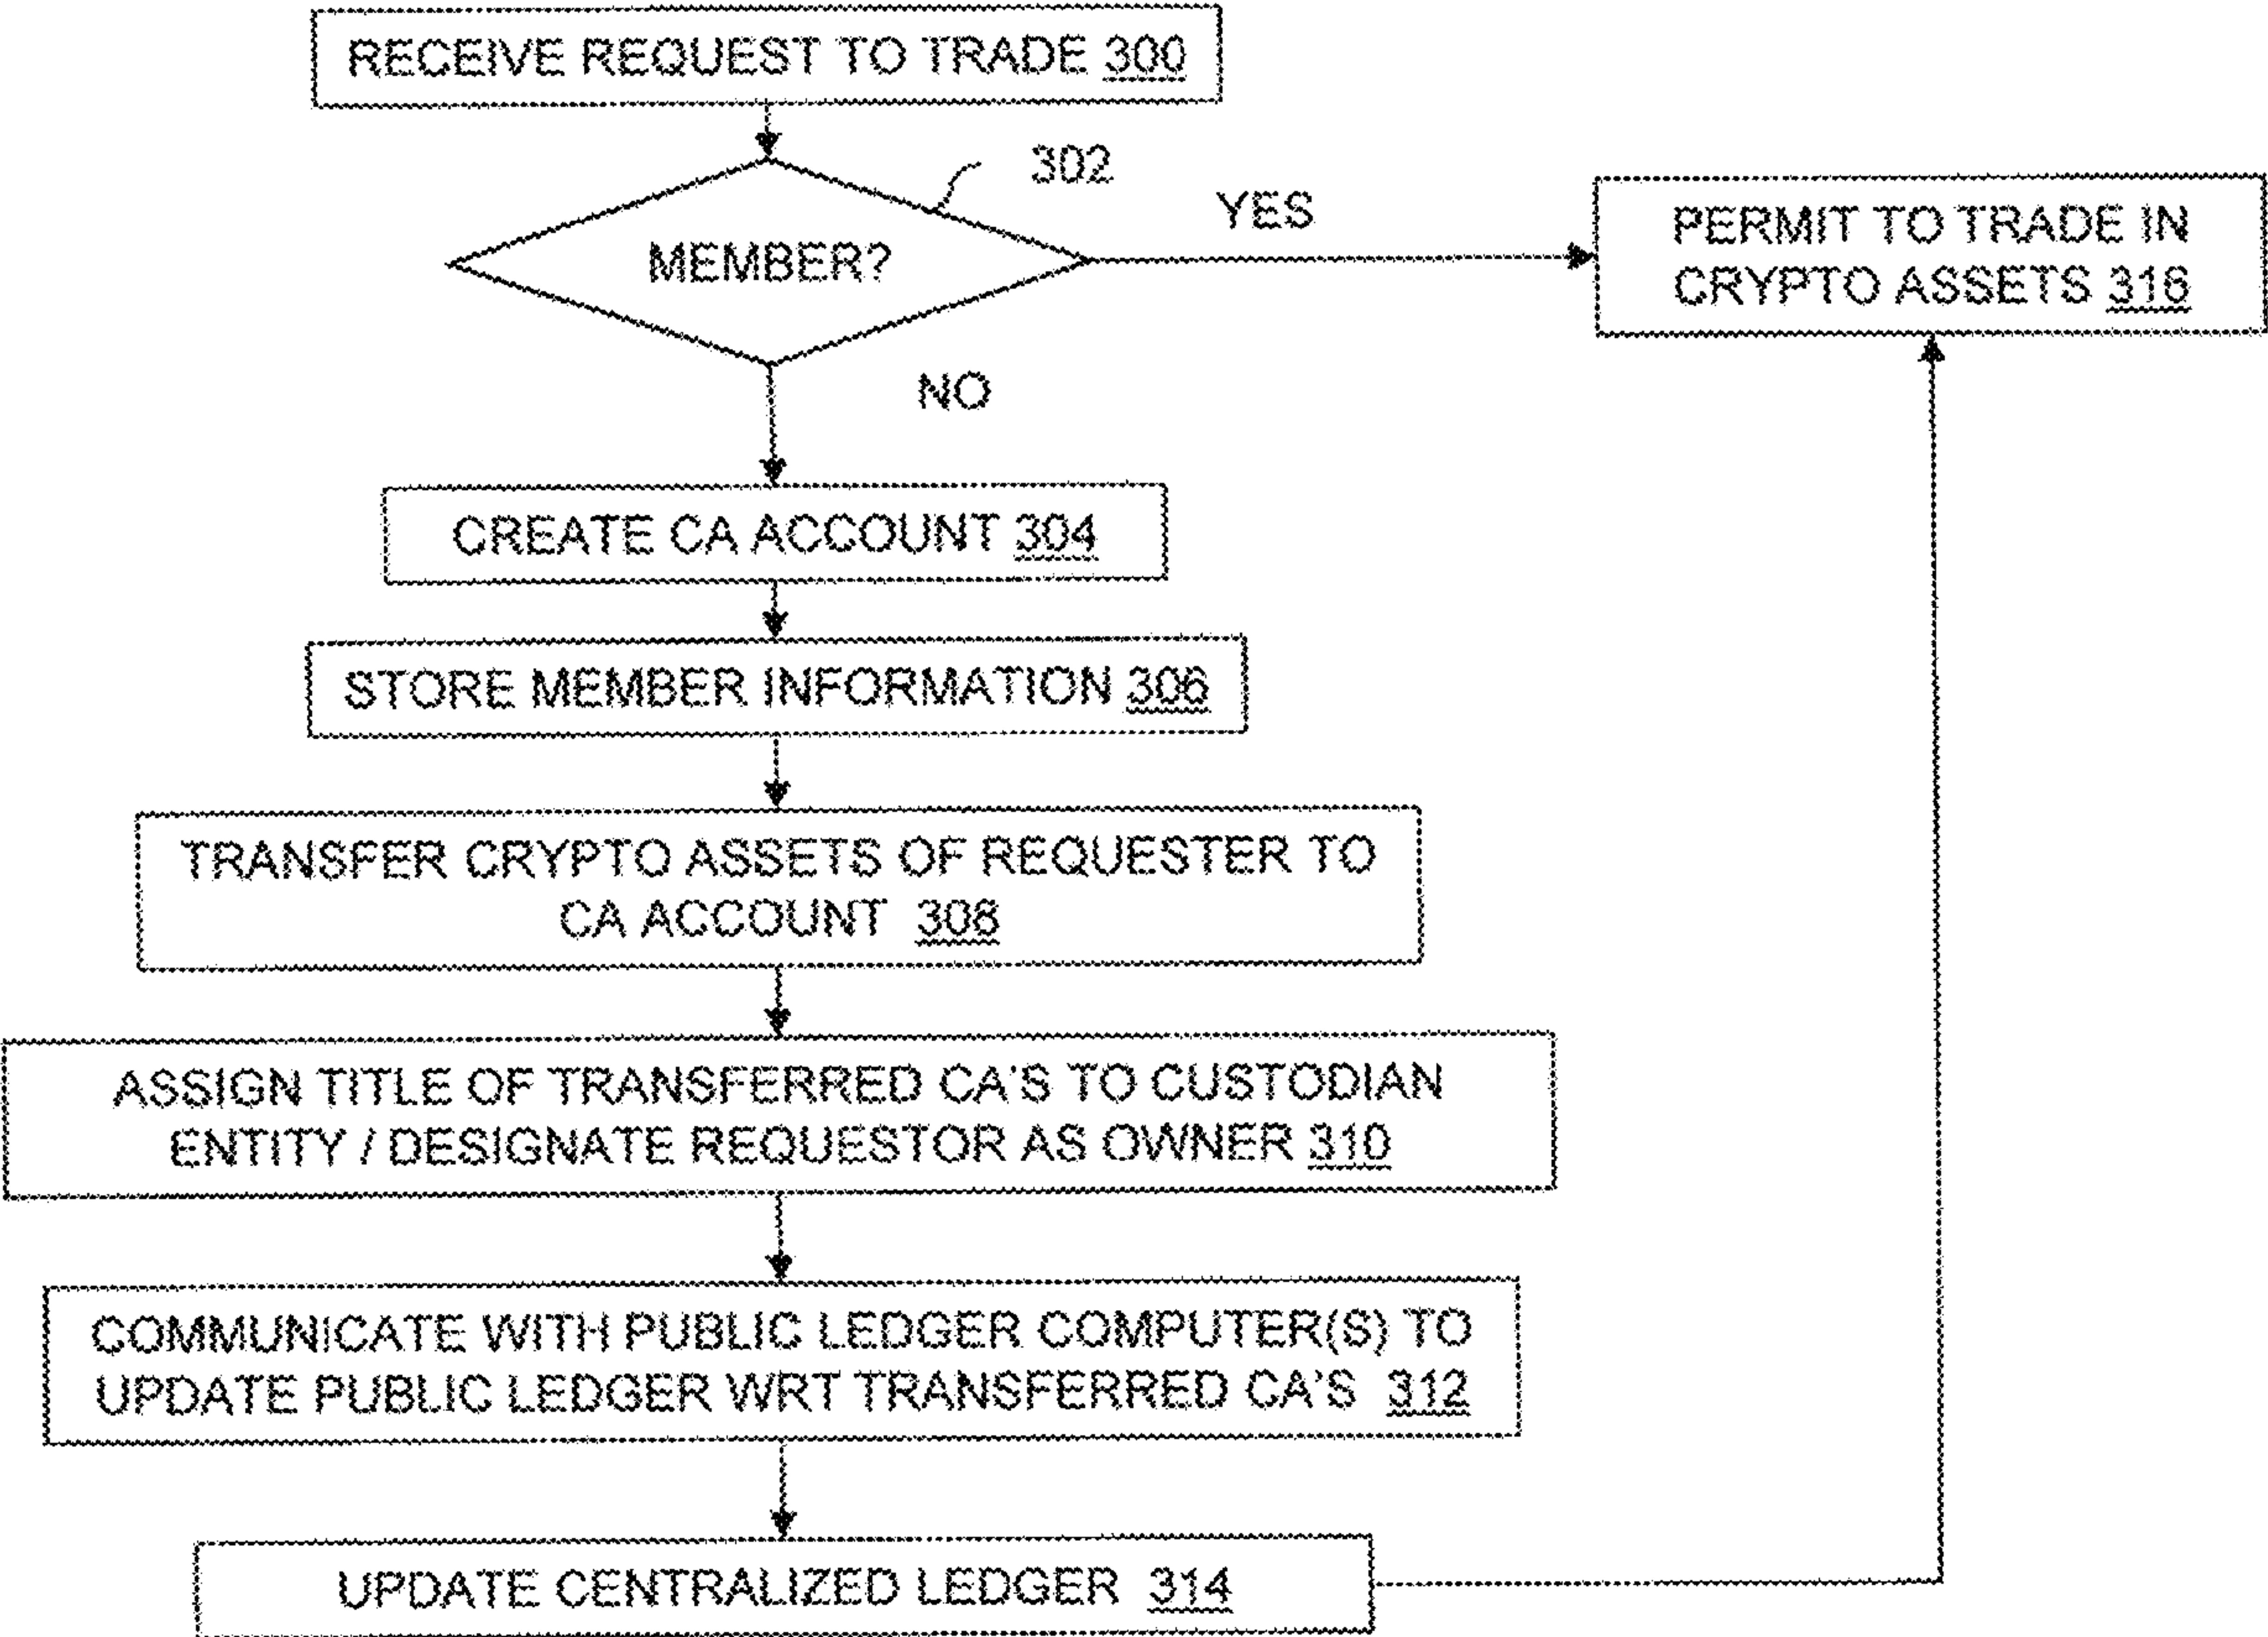 RECEIVE REQUEST TO TRADE 300
302
MEMBER?
YES
PERMIT TO TRADE IN
CRYPTO ASSETS 316
NO
CREATE CA ACCOUNT 304
STORE MEMBER INFORMATION 306
TRANSFER CRYPTO ASSETS OF REQUESTER TO
CA ACCOUNT 308
ASSIGN TITLE OF TRANSFERRED CA'S TO CUSTODIAN
ENTITY / DESIGNATE REQUESTOR AS OWNER 310
COMMUNICATE WITH PUBLIC LEDGER COMPUTER(S) TO
UPDATE PUBLIC LEDGER WRT TRANSFERRED CA'S 312
UPDATE CENTRALIZED LEDGER 314